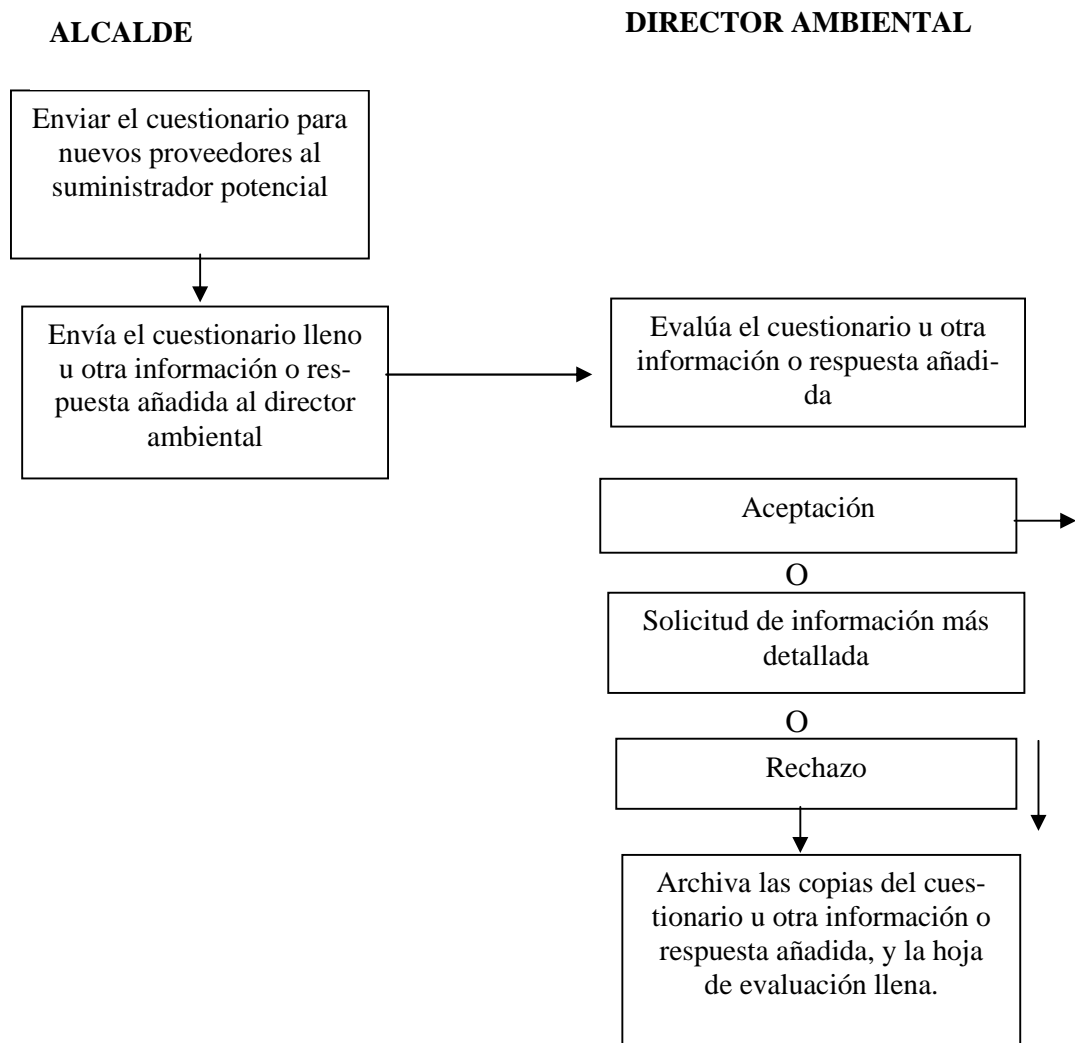 ALCALDE
DIRECTOR AMBIENTAL
Enviar el cuestionario para
nuevos proveedores al
suministrador potencial
Envía el cuestionario lleno
u otra información o res-
puesta añadida al director
ambiental
Evalúa el cuestionario u otra
información o respuesta añadi-
da
Aceptación
O
Solicitud de información más
detallada
O
Rechazo
Archiva las copias del cues-
tionario u otra información o
respuesta añadida, y la hoja
de evaluación llena.